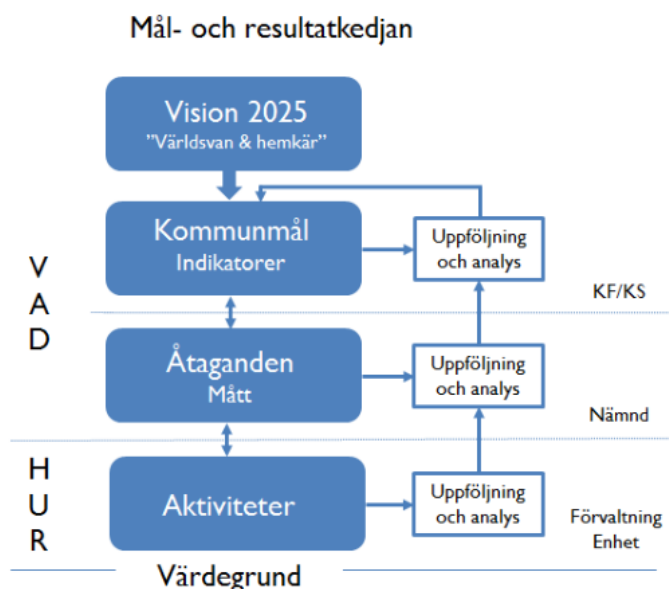 Mål- och resultatkedjan
Vision 2025
"Världsvan & hemkär"
Kommunmål
Indikatorer
Uppföljning
och analys
KF/KS
V
A
D
Åtaganden
Mått
Uppföljning
och analys
Nämnd
H
U
R
Aktiviteter
Uppföljning
och analys
Förvaltning
Enhet
Värdegrund